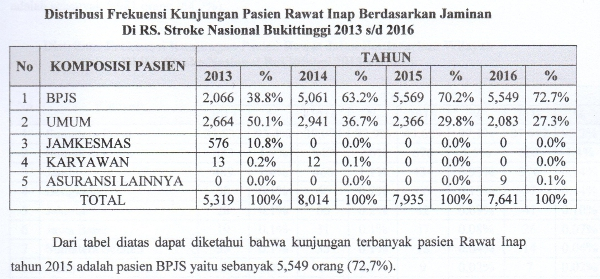 Distribusi Frekuensi Kunjungan Pasien Rawat Inap Berdasarkan Jaminan
Di RS. Stroke Nasional Bukittinggi 2013 s/d 2016
No KOMPOSISI PASIEN TAHUN
2013 % 2014 % 2015 % 2016 %
1 BPJS 2,066 38.8% 5,061 63.2% 5,569 70.2% 5,549 72.7%
2 UMUM 2,664 50.1% 2,941 36.7% 2,366 29.8% 2,083 27.3%
3 JAMKESMAS 576 10.8% 0 0.0% 0 0.0% 0 0.0%
4 KARYAWAN 13 0.2% 12 0.1% 0 0.0% 0 0.0%
5 ASURANSI LAINNYA 0 0.0% 0 0.0% 0 0.0% 9 0.1%
TOTAL 5,319 100% 8,014 100% 7,935 100% 7,641 100%
Dari tabel diatas dapat diketahui bahwa kunjungan terbanyak pasien Rawat Inap
tahun 2015 adalah pasien BPJS yaitu sebanyak 5,549 orang (72,7%).